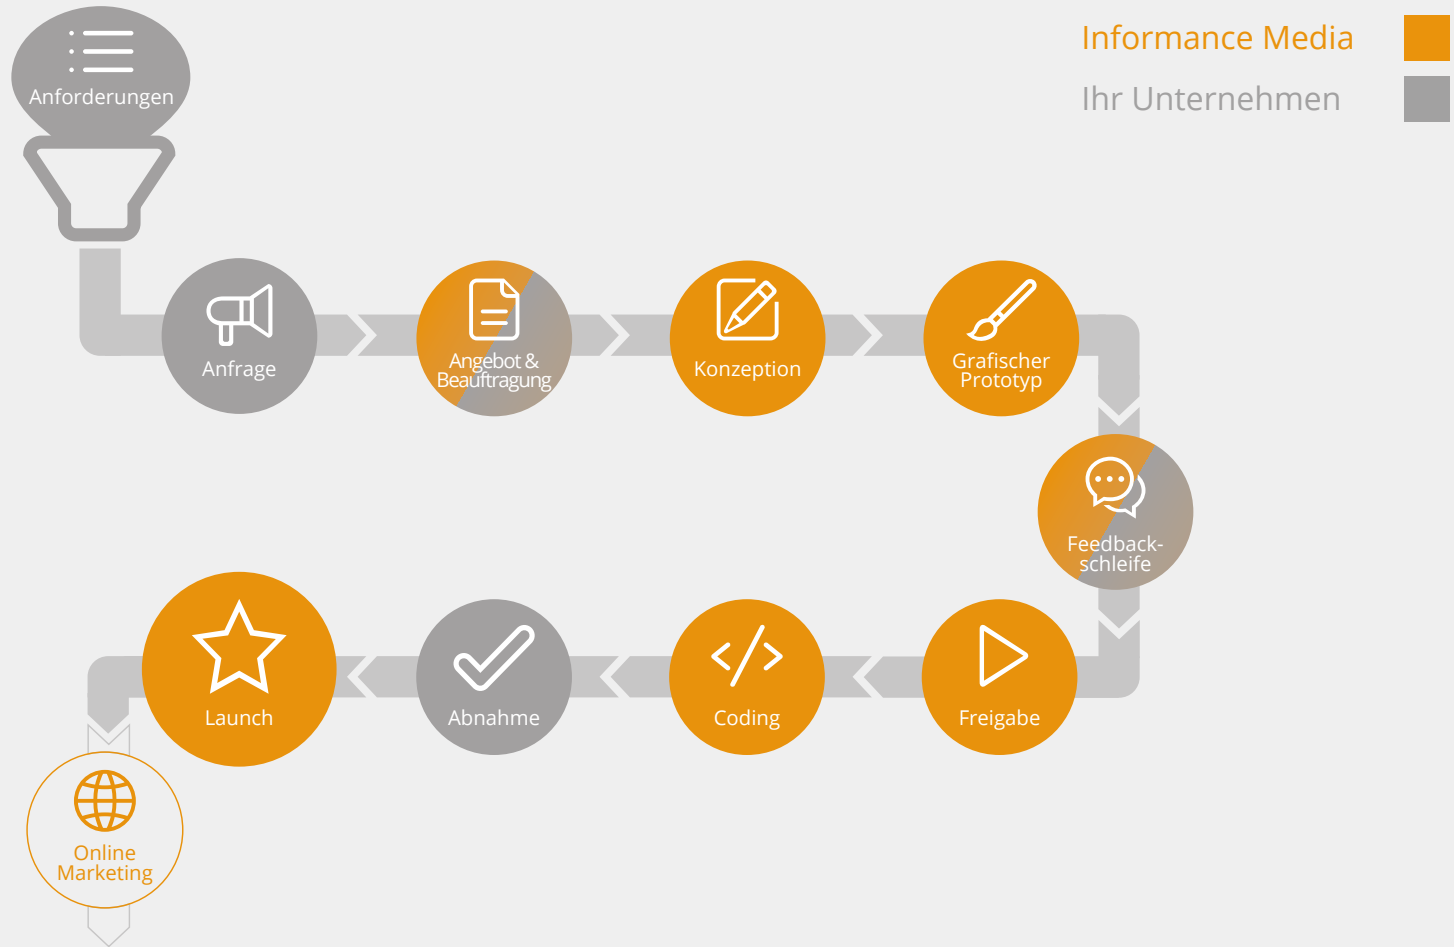 Informance Media
Ihr Unternehmen
Anforderungen
Anfrage
Angebot &
Beauftragung
Konzeption
Grafischer
Prototyp
Feedback-
schleife
Freigabe
Coding
Abnahme
Launch
Online
Marketing